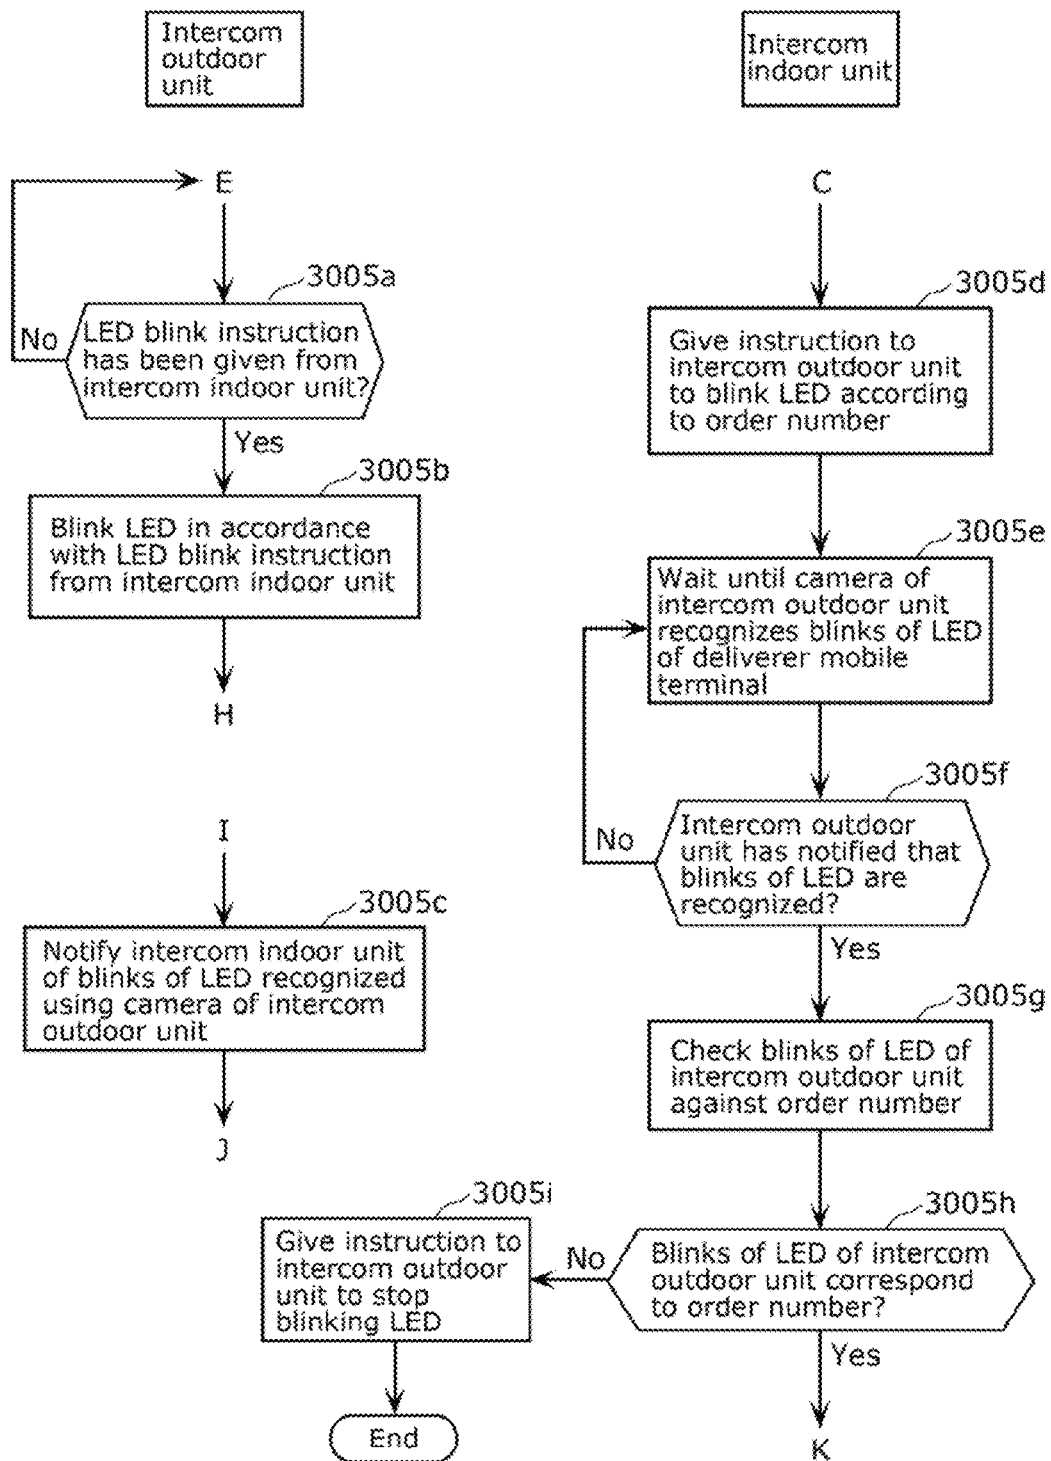 Intercom
outdoor
unit
Intercom
indoor unit
E
3005a
No
LED blink instruction
has been given from
intercom indoor unit?
Yes
3005b
Blink LED in accordance
with LED blink instruction
from intercom indoor unit
H
I
3005c
Notify intercom indoor unit
of blinks of LED recognized
using camera of intercom
outdoor unit
J
C
3005d
Give instruction to
intercom outdoor unit
to blink LED according
to order number
3005e
Wait until camera of
intercom outdoor unit
recognizes blinks of LED
of deliverer mobile
terminal
3005f
No
Intercom outdoor
unit has notified that
blinks of LED are
recognized?
Yes
3005g
Check blinks of LED of
intercom outdoor unit
against order number
3005h
Blinks of LED of intercom
outdoor unit correspond
to order number?
No
Yes
3005i
Give instruction to
intercom outdoor
unit to stop
blinking LED
End
K